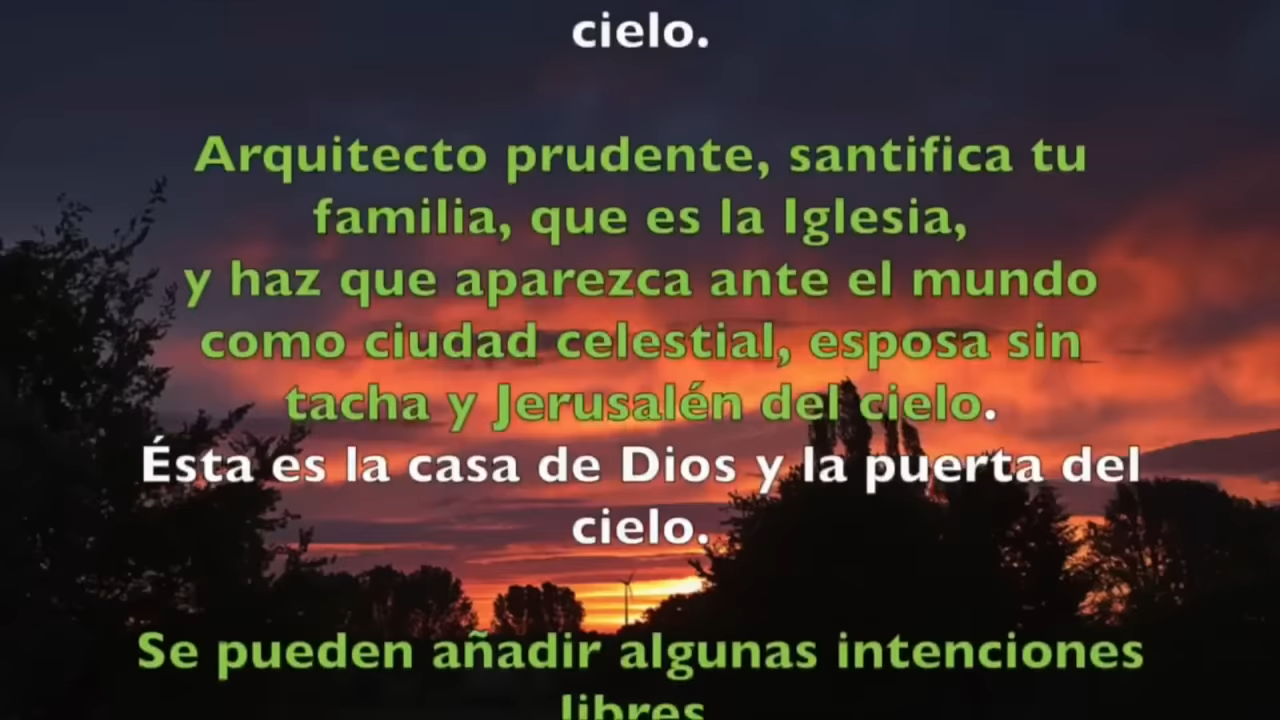 cielo.
Arquitecto prudente, santifica tu
familia, que es la Iglesia,
y haz que aparezca ante el mundo
como ciudad celestial, esposa sin
tacha y Jerusalén del cielo.
Ésta es la casa de Dios y la puerta del
cielo.
Se pueden añadir algunas intenciones
libres